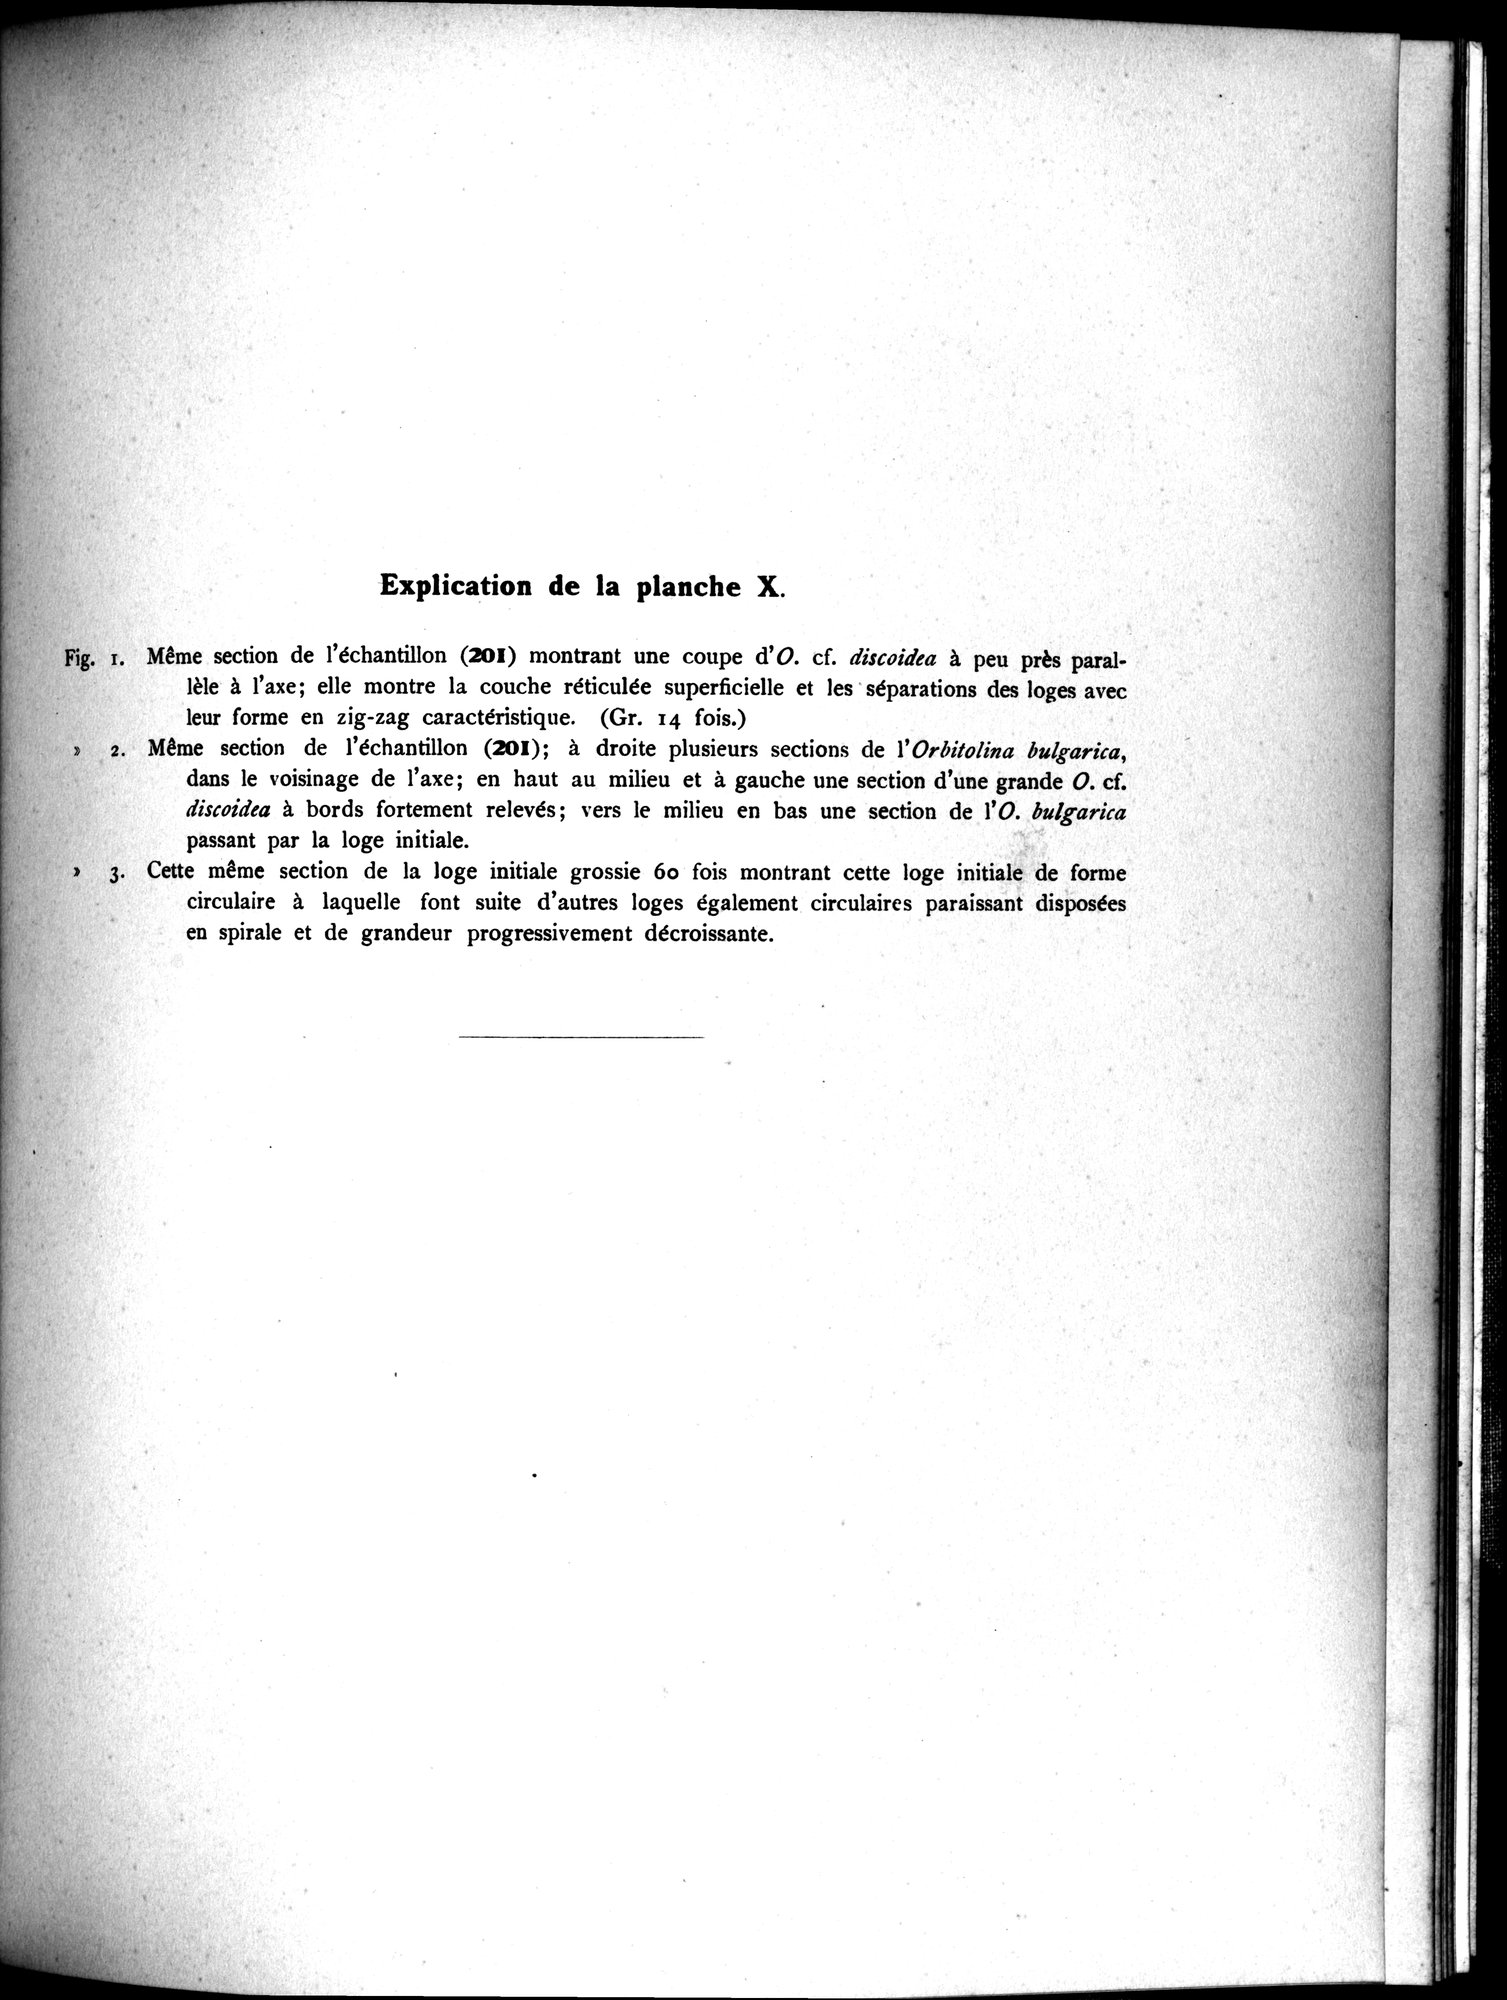 Explication de la planche X.
Fig. 1. Même section de l'échantillon (201) montrant une coupe d'O. cf. discoidea à peu près paral-
lèle à l'axe; elle montre la couche réticulée superficielle et les séparations des loges avec
leur forme en zig-zag caractéristique. (Gr. 14 fois.)
» 2. Même section de l'échantillon (201); à droite plusieurs sections de l'Orbitolina bulgarica,
dans le voisinage de l'axe; en haut au milieu et à gauche une section d'une grande O. cf.
discoidea à bords fortement relevés; vers le milieu en bas une section de l'O. bulgarica
passant par la loge initiale.
» 3. Cette même section de la loge initiale grossie 60 fois montrant cette loge initiale de forme
circulaire à laquelle font suite d'autres loges également circulaires paraissant disposées
en spirale et de grandeur progressivement décroissante.